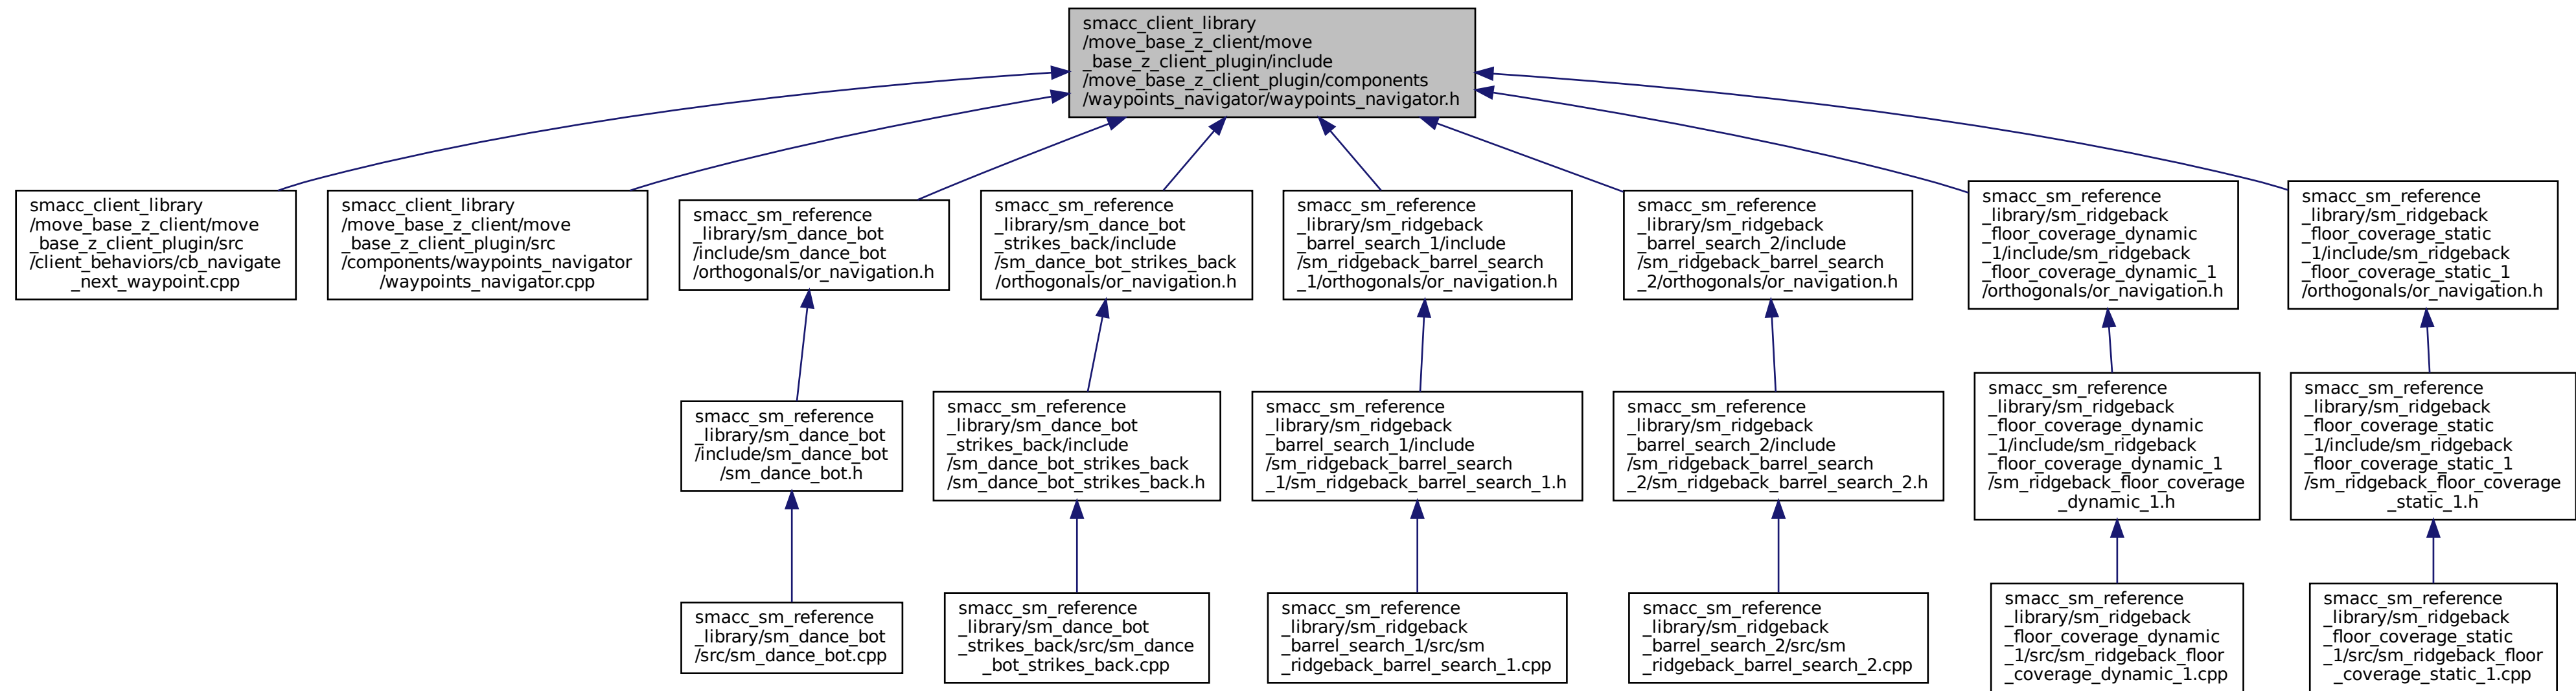 smacc_client_library
/move_base_z_client/move
_base_z_client_plugin/include
/move_base_z_client_plugin/components
/waypoints_navigator/waypoints_navigator.h
smacc_client_library
/move_base_z_client/move
_base_z_client_plugin/src
/client_behaviors/cb_navigate
_next_waypoint.cpp
smacc_client_library
/move_base_z_client/move
_base_z_client_plugin/src
/components/waypoints_navigator
/waypoints_navigator.cpp
smacc_sm_reference
_library/sm_dance_bot
/include/sm_dance_bot
/orthogonals/or_navigation.h
smacc_sm_reference
_library/sm_dance_bot
_strikes_back/include
/sm_dance_bot_strikes_back
/orthogonals/or_navigation.h
smacc_sm_reference
_library/sm_ridgeback
_barrel_search_1/include
/sm_ridgeback_barrel_search
_1/orthogonals/or_navigation.h
smacc_sm_reference
_library/sm_ridgeback
_barrel_search_2/include
/sm_ridgeback_barrel_search
_2/orthogonals/or_navigation.h
smacc_sm_reference
_library/sm_ridgeback
_floor_coverage_dynamic
_1/include/sm_ridgeback
_floor_coverage_dynamic_1
/orthogonals/or_navigation.h
smacc_sm_reference
_library/sm_ridgeback
_floor_coverage_static
_1/include/sm_ridgeback
_floor_coverage_static_1
/orthogonals/or_navigation.h
smacc_sm_reference
_library/sm_dance_bot
/include/sm_dance_bot
/sm_dance_bot.h
smacc_sm_reference
_library/sm_dance_bot
_strikes_back/include
/sm_dance_bot_strikes_back
/sm_dance_bot_strikes_back.h
smacc_sm_reference
_library/sm_ridgeback
_barrel_search_1/include
/sm_ridgeback_barrel_search
_1/sm_ridgeback_barrel_search_1.h
smacc_sm_reference
_library/sm_ridgeback
_barrel_search_2/include
/sm_ridgeback_barrel_search
_2/sm_ridgeback_barrel_search_2.h
smacc_sm_reference
_library/sm_ridgeback
_floor_coverage_dynamic
_1/include/sm_ridgeback
_floor_coverage_dynamic_1
/sm_ridgeback_floor_coverage
_dynamic_1.h
smacc_sm_reference
_library/sm_ridgeback
_floor_coverage_static
_1/include/sm_ridgeback
_floor_coverage_static_1
/sm_ridgeback_floor_coverage
_static_1.h
smacc_sm_reference
_library/sm_dance_bot
/src/sm_dance_bot.cpp
smacc_sm_reference
_library/sm_dance_bot
_strikes_back/src/sm_dance
_bot_strikes_back.cpp
smacc_sm_reference
_library/sm_ridgeback
_barrel_search_1/src/sm
_ridgeback_barrel_search_1.cpp
smacc_sm_reference
_library/sm_ridgeback
_barrel_search_2/src/sm
_ridgeback_barrel_search_2.cpp
smacc_sm_reference
_library/sm_ridgeback
_floor_coverage_dynamic
_1/src/sm_ridgeback_floor
_coverage_dynamic_1.cpp
smacc_sm_reference
_library/sm_ridgeback
_floor_coverage_static
_1/src/sm_ridgeback_floor
_coverage_static_1.cpp